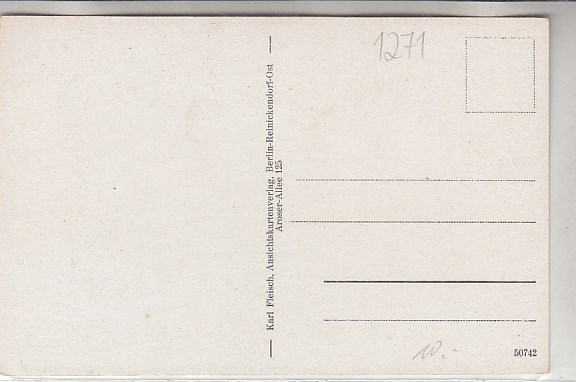 1271
Karl Fleisch, Ansichtskartenverlag, Berlin-Reinickendorf-Ost
Aroser-Allee 125
10.-
50742